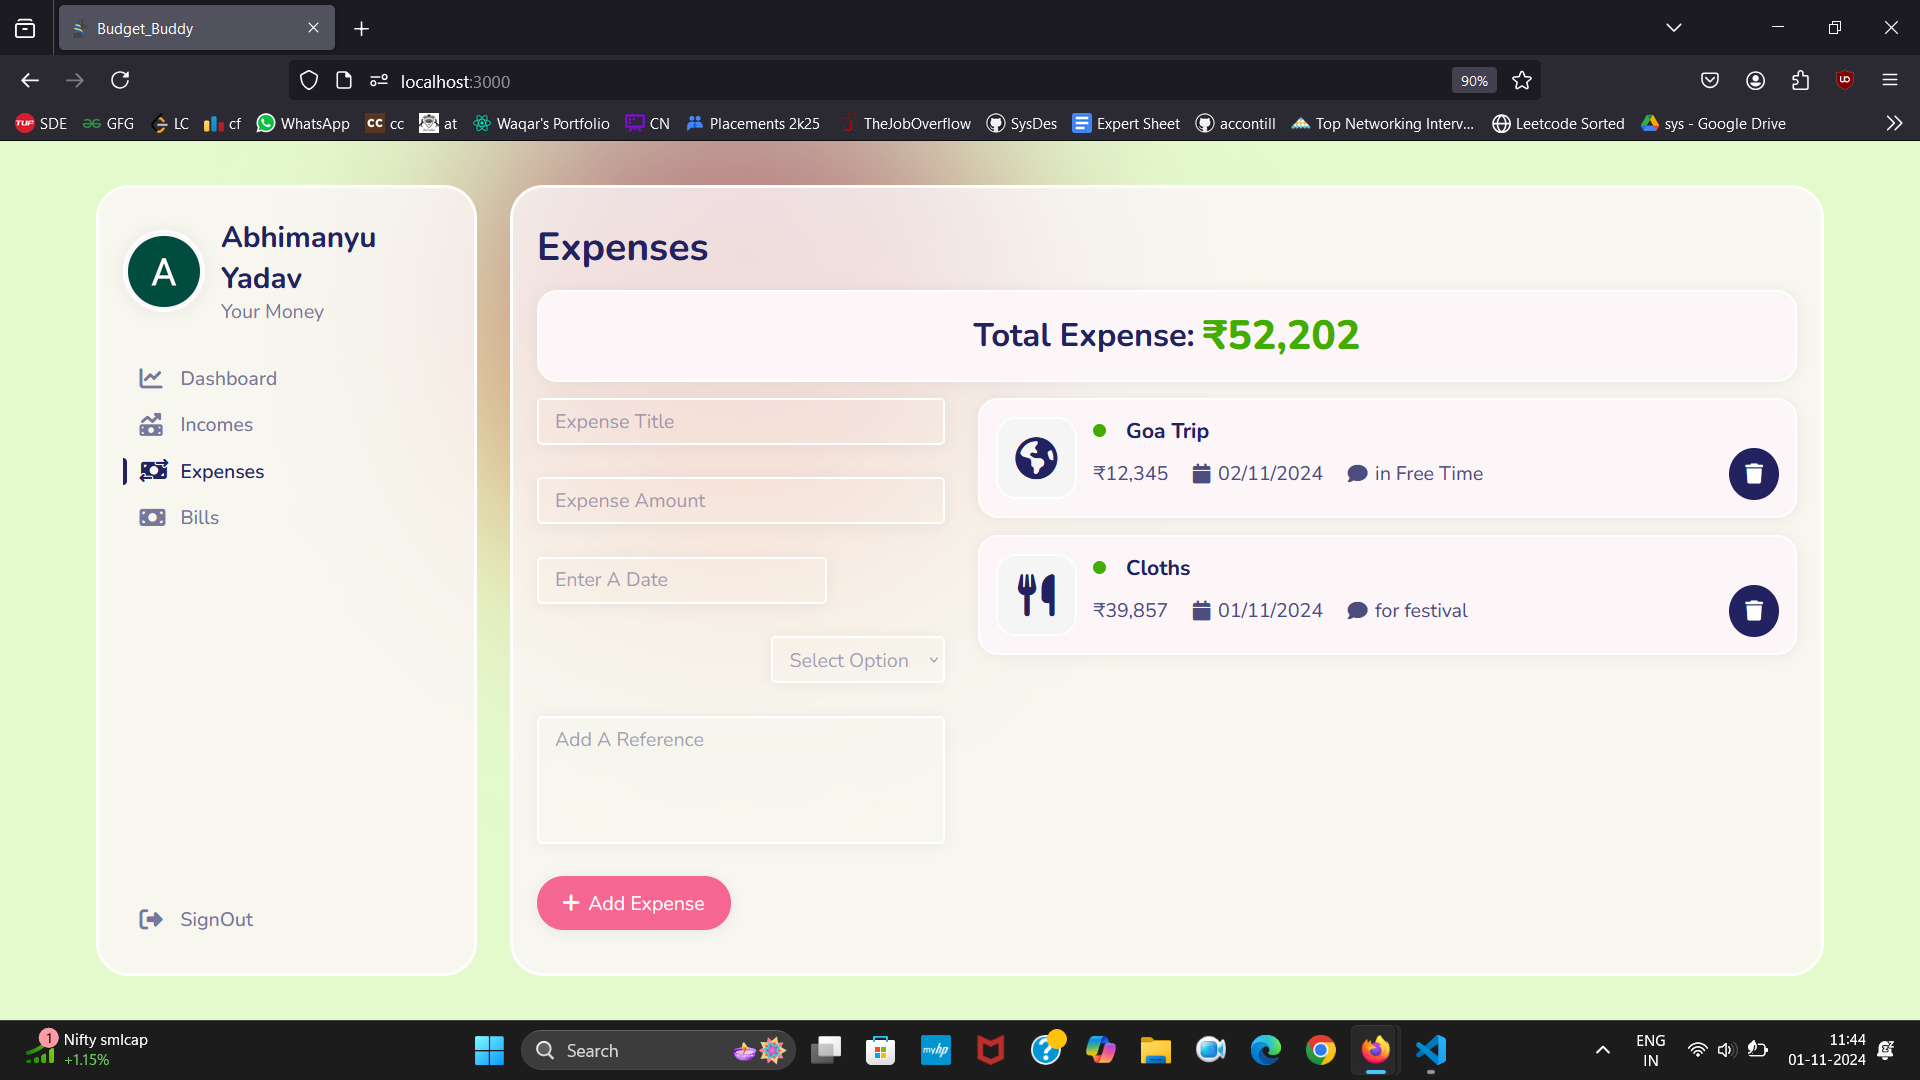 Budget_Buddy
localhost:3000
90%
SDE
GFG
LC
cf
WhatsApp
CC cc
at
Waqar's Portfolio
CN
Placements 2k25
TheJobOverflow
SysDes
Expert Sheet
accontill
Top Networking Interv...
Leetcode Sorted
sys - Google Drive
A
Abhimanyu
Yadav
Your Money
Dashboard
Incomes
Expenses
Bills
SignOut
Expenses
Total Expense: ₹52,202
Expense Title
Expense Amount
Enter A Date
Select Option
Add A Reference
+ Add Expense
Goa Trip
₹12,345 02/11/2024 in Free Time
Cloths
₹39,857 01/11/2024 for festival
1
Nifty smlcap
+1.15%
Search
myhp
ENG
IN
11:44
01-11-2024